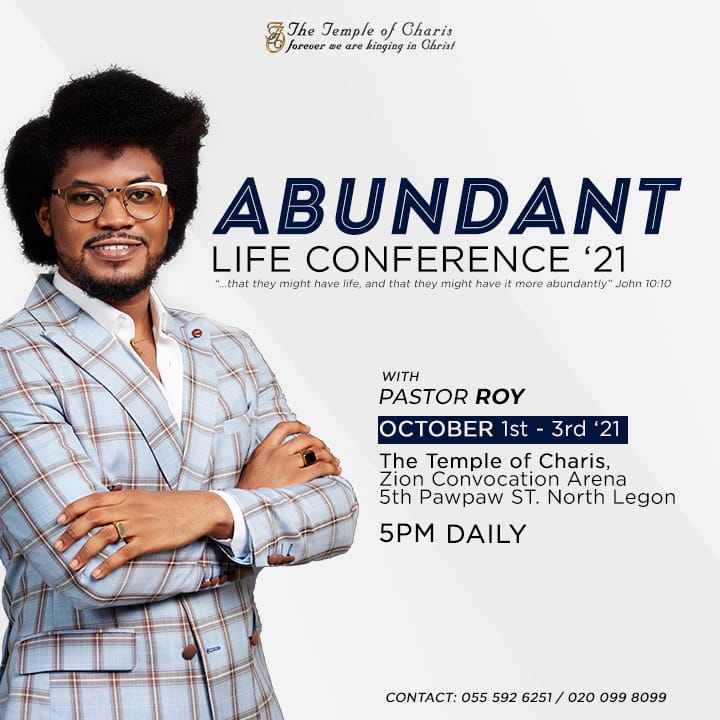 The Temple of Charis
forever we are kinging in Christ
ABUNDANT
LIFE CONFERENCE ‘21
“...that they might have life, and that they might have it more abundantly” John 10:10
WITH
PASTOR ROY
OCTOBER 1st - 3rd ‘21
The Temple of Charis,
Zion Convocation Arena
5th Pawpaw ST. North Legon
5PM DAILY
CONTACT: 055 592 6251 / 020 099 8099